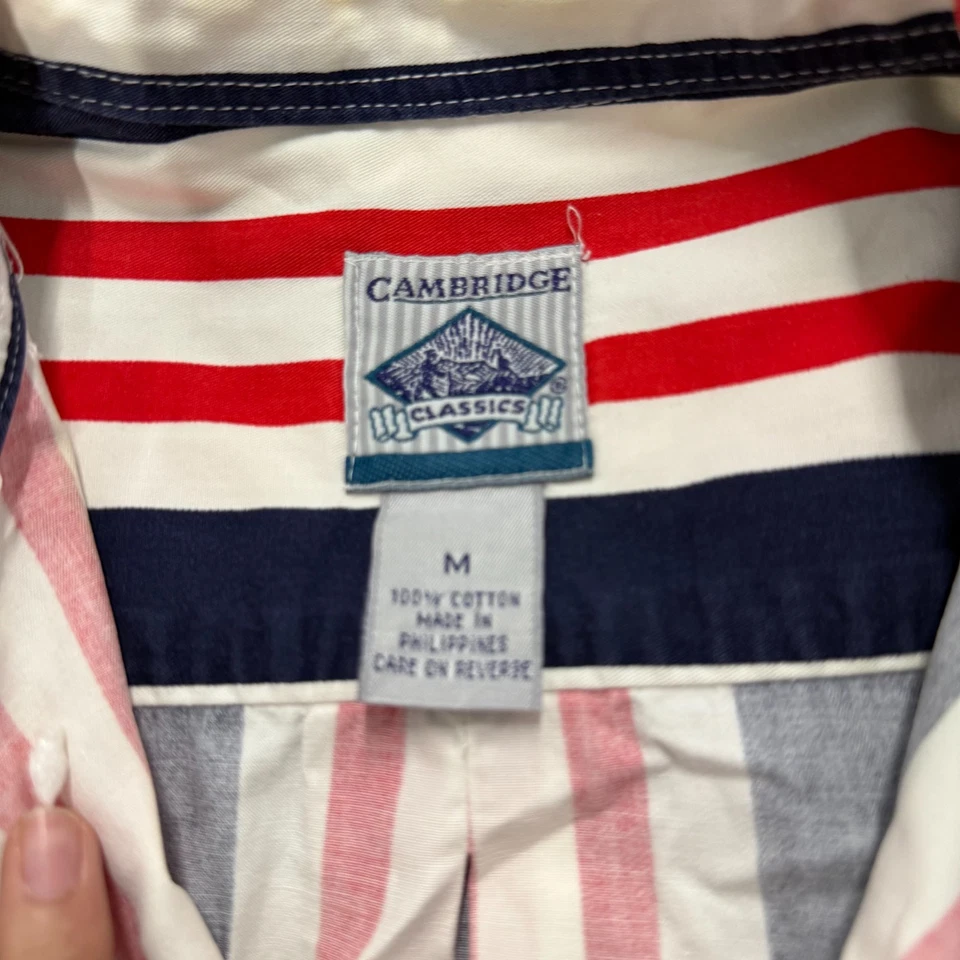 CAMBRIDGE
CLASSICS
®
M
100% COTTON
MADE IN
PHILIPPINES
CARE ON REVERSE